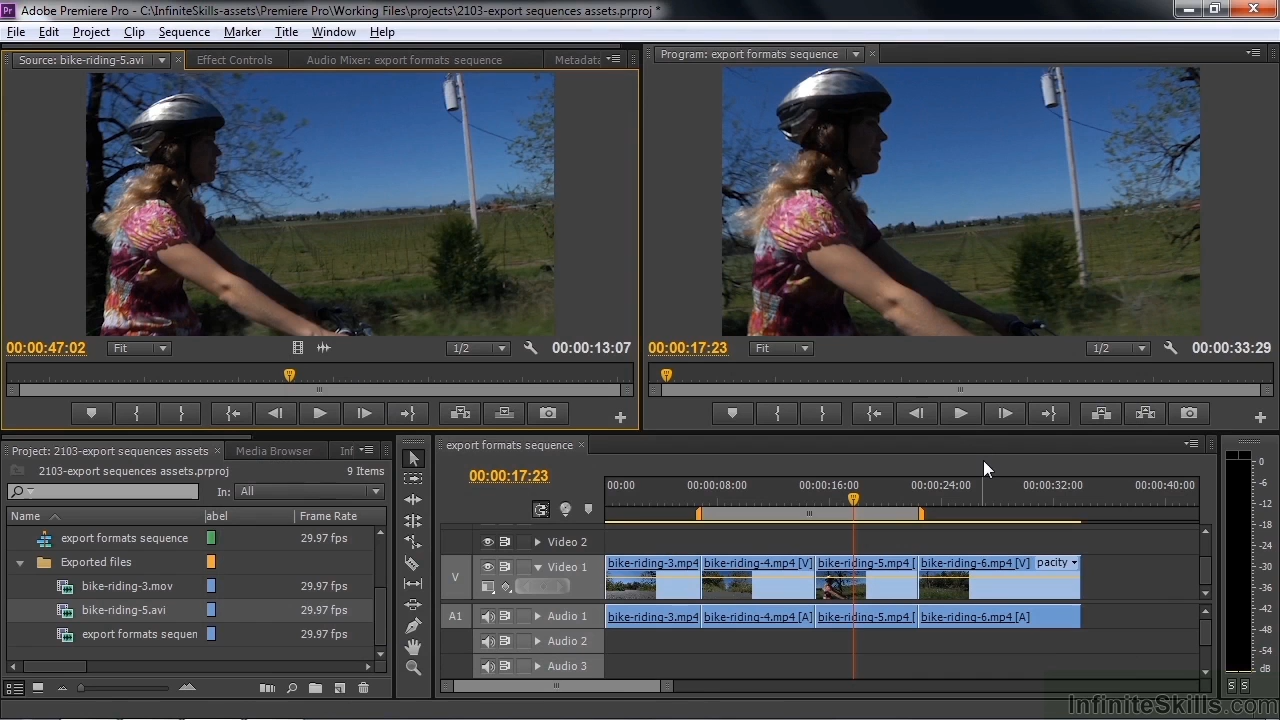 Pr Adobe Premiere Pro - C:\InfiniteSkills-assets\Premiere Pro\Working Files\projects\2103-export sequences assets.prproj *
File Edit Project Clip Sequence Marker Title Window Help
Source: bike-riding-5.avi Effect Controls Audio Mixer: export formats sequence Metadata
Program: export formats sequence
00:00:47:02 Fit 1/2 00:00:13:07
00:00:17:23 Fit 1/2 00:00:33:29
Project: 2103-export sequences assets Media Browser Inf
2103-export sequences assets.prproj 9 Items
In: All
Name abel Frame Rate
export formats sequence 29.97 fps
Exported files
bike-riding-3.mov 29.97 fps
bike-riding-5.avi 29.97 fps
export formats sequen 29.97 fps
export formats sequence
00:00:17:23
00:00 00:00:08:00 00:00:16:00 00:00:24:00 00:00:32:00 00:00:40:00
Video 2
V Video 1 bike-riding-3.mp4 bike-riding-4.mp4 [V] bike-riding-5.mp4 [ bike-riding-6.mp4 [V] pacity
A1 Audio 1 bike-riding-3.mp4 bike-riding-4.mp4 [A] bike-riding-5.mp4 [ bike-riding-6.mp4 [A]
Audio 2
Audio 3
0
-6
-12
-18
-24
-30
-36
-42
-48
-54
dB
S S
InfiniteSkills.com